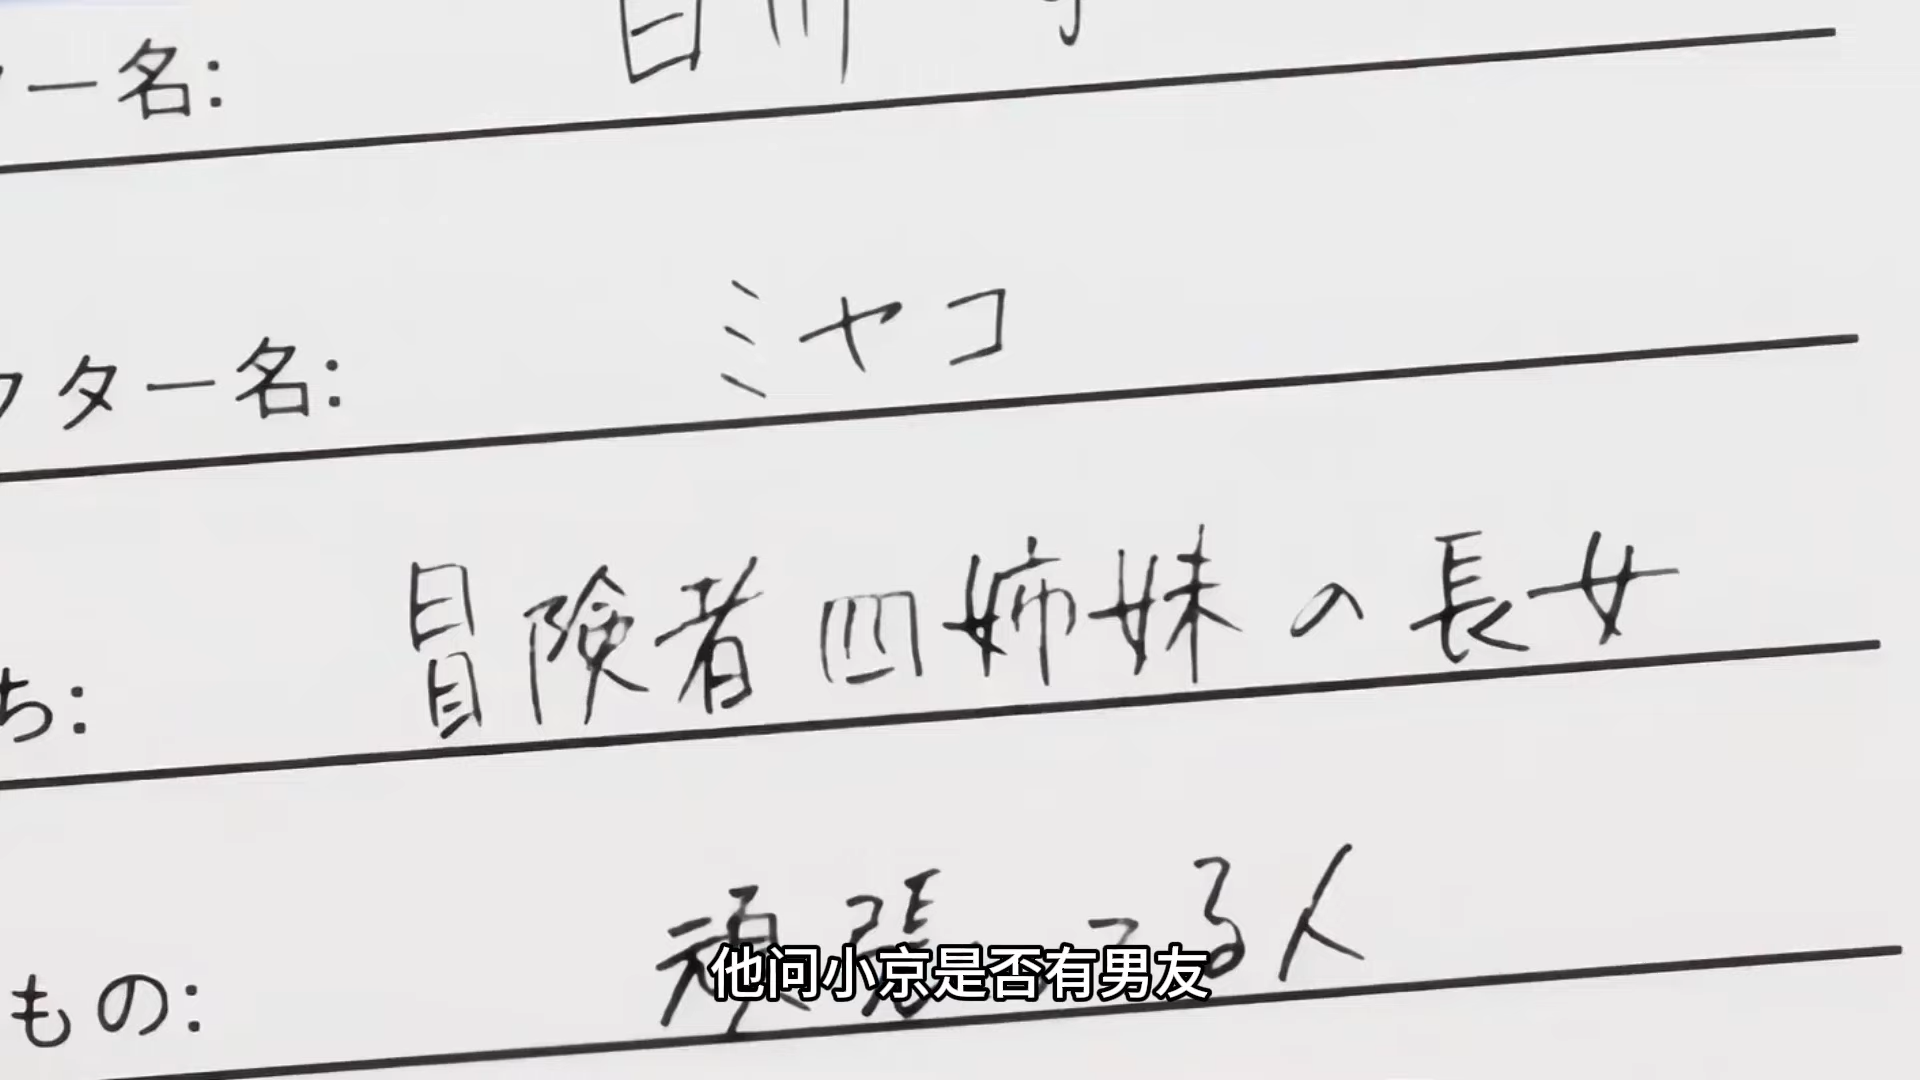 ー名:
クター名: ミヤコ
ち: 冒険者四姉妹の長女
もの: 頑張ってる人
他问小京是否有男友